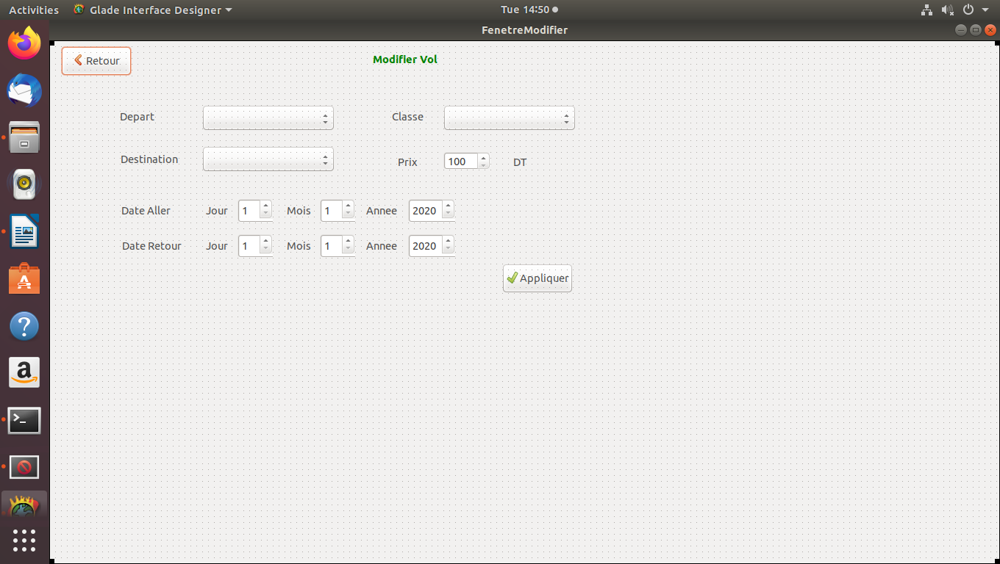 Activities Glade Interface Designer Tue 14:50
FenetreModifier
Retour Modifier Vol
Depart Classe
Destination Prix 100 DT
Date Aller Jour 1 Mois 1 Annee 2020
Date Retour Jour 1 Mois 1 Annee 2020
Appliquer